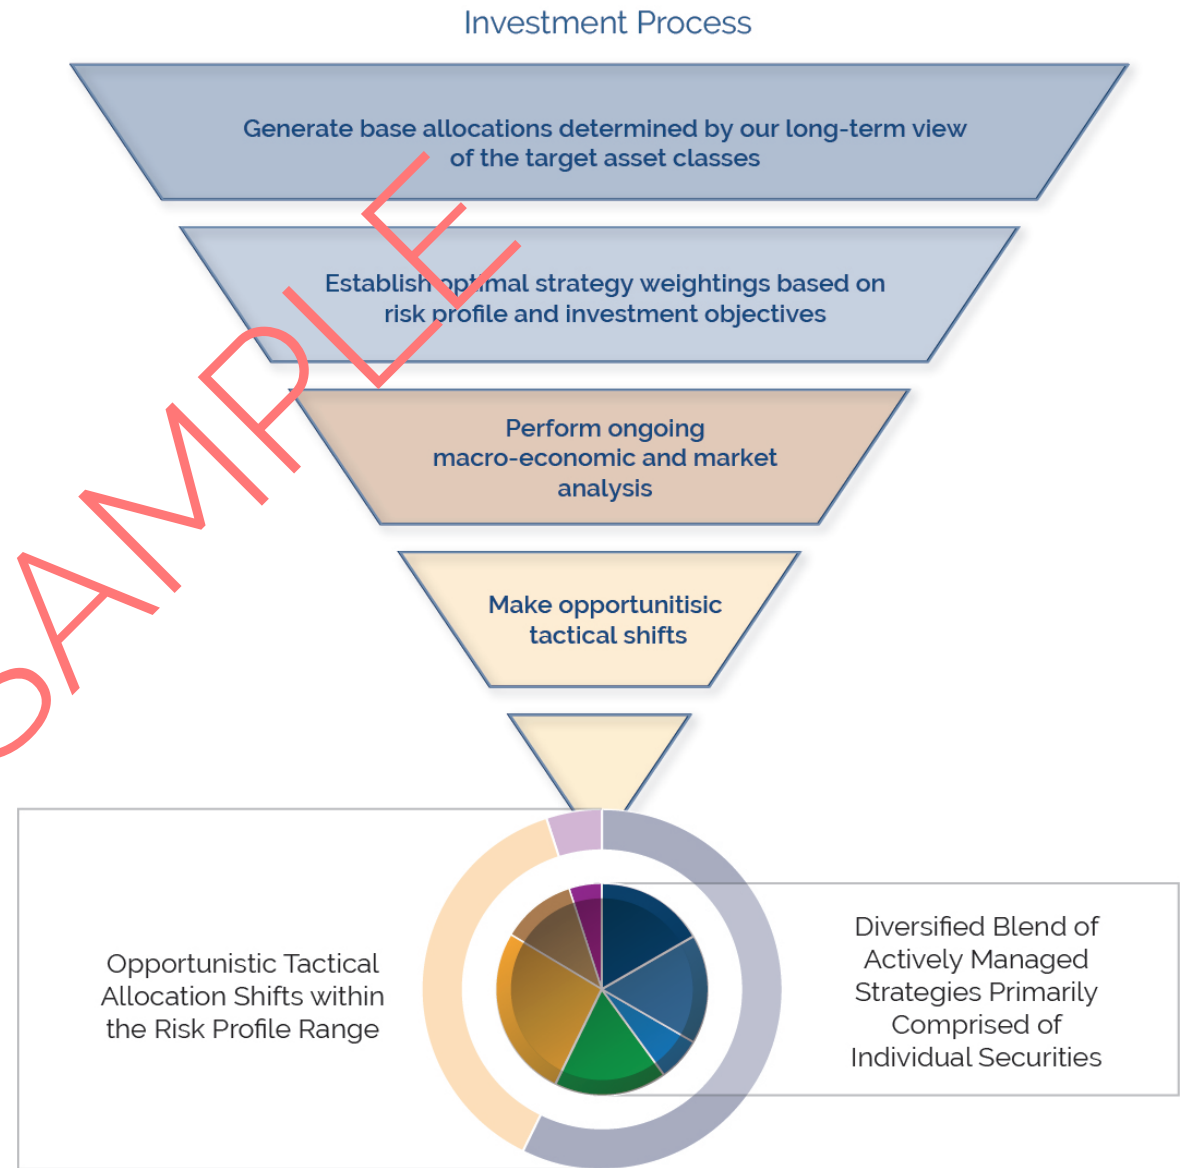 Investment Process
Generate base allocations determined by our long-term view
of the target asset classes
Establish optimal strategy weightings based on
risk profile and investment objectives
Perform ongoing
macro-economic and market
analysis
Make opportunitisic
tactical shifts
SAMPLE
Opportunistic Tactical
Allocation Shifts within
the Risk Profile Range
Diversified Blend of
Actively Managed
Strategies Primarily
Comprised of
Individual Securities